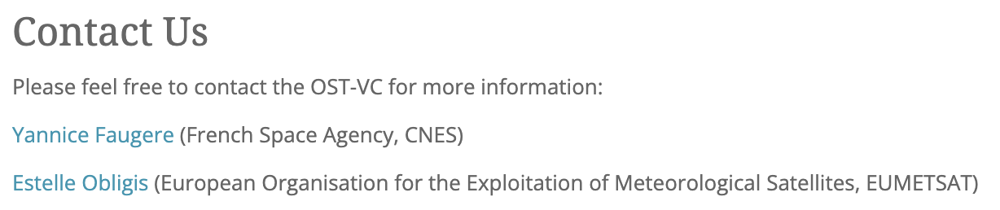 Contact Us
Please feel free to contact the OST-VC for more information:
Yannice Faugere (French Space Agency, CNES)
Estelle Obligis (European Organisation for the Exploitation of Meteorological Satellites, EUMETSAT)